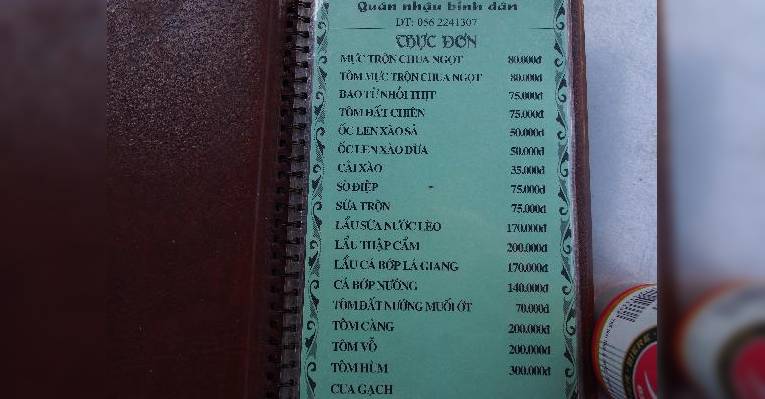 Quán nhậu bình dân
DT: 056 2241307
THỰC ĐƠN
MỰC TRỘN CHUA NGỌT 80.000đ
TÔM MỰC TRỘN CHUA NGỌT 80.000đ
BAO TỬ NHỒI THỊT 75.000đ
TÔM ĐẤT CHIÊN 75.000đ
ỐC LEN XÀO SẢ 50.000đ
ỐC LEN XÀO DỪA 50.000đ
CẢI XÀO 35.000đ
SÒ ĐIỆP 75.000đ
SỨA TRỘN 75.000đ
LẨU SỨA NƯỚC LÈO 170.000đ
LẨU THẬP CẨM 200.000đ
LẨU CÁ BỚP LÁ GIANG 170.000đ
CÁ BỚP NƯỚNG 140.000đ
TÔM ĐẤT NƯỚNG MUỐI ỚT 70.000đ
TÔM CÀNG 200.000đ
TÔM VỖ 200.000đ
TÔM HÙM 300.000đ
CUA GẠCH